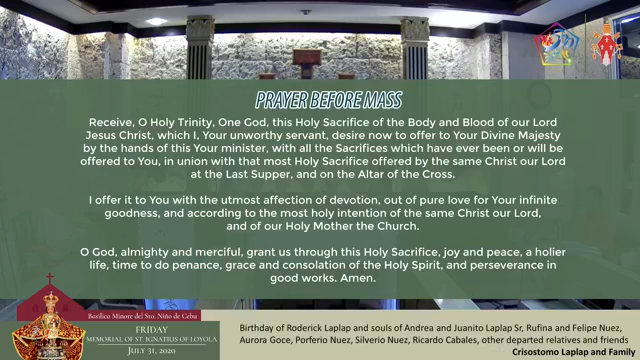 PRAYER BEFORE MASS
Receive, O Holy Trinity, One God, this Holy Sacrifice of the Body and Blood of our Lord
Jesus Christ, which I, Your unworthy servant, desire now to offer to Your Divine Majesty
by the hands of this Your minister, with all the Sacrifices which have ever been or will be
offered to You, in union with that most Holy Sacrifice offered by the same Christ our Lord
at the Last Supper, and on the Altar of the Cross.
I offer it to You with the utmost affection of devotion, out of pure love for Your infinite
goodness, and according to the most holy intention of the same Christ our Lord,
and of our Holy Mother the Church.
O God, almighty and merciful, grant us through this Holy Sacrifice, joy and peace, a holier
life, time to do penance, grace and consolation of the Holy Spirit, and perseverance in
good works. Amen.
Basilica Minore del Sto. Niño de Cebu
FRIDAY
MEMORIAL OF ST. IGNATIUS OF LOYOLA
JULY 31, 2020
Birthday of Roderick Laplap and souls of Andrea and Juanito Laplap Sr, Rufina and Felipe Nuez,
Aurora Goce, Porferio Nuez, Silverio Nuez, Ricardo Cabales, other departed relatives and friends
Crisostomo Laplap and Family